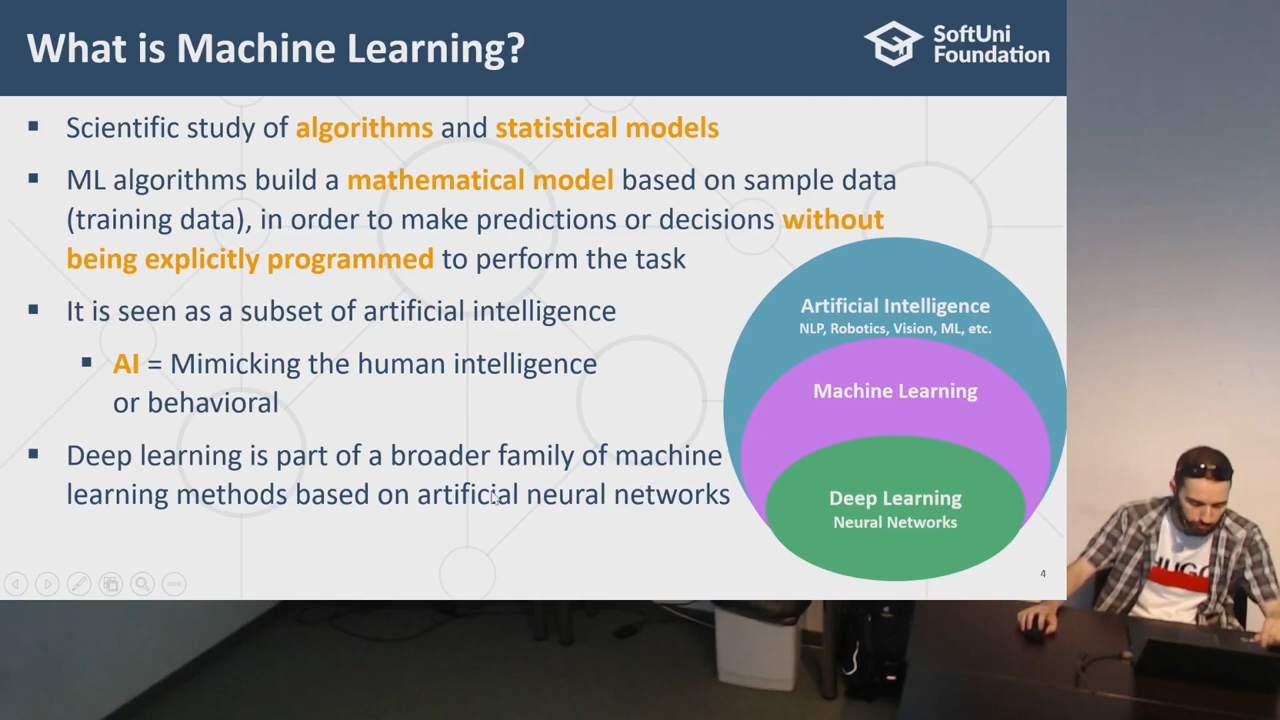 What is Machine Learning?
SoftUni
Foundation
▪ Scientific study of algorithms and statistical models
▪ ML algorithms build a mathematical model based on sample data
(training data), in order to make predictions or decisions without
being explicitly programmed to perform the task
▪ It is seen as a subset of artificial intelligence
▪ AI = Mimicking the human intelligence
or behavioral
▪ Deep learning is part of a broader family of machine
learning methods based on artificial neural networks
Artificial Intelligence
NLP, Robotics, Vision, ML, etc.
Machine Learning
Deep Learning
Neural Networks
4
HUGO